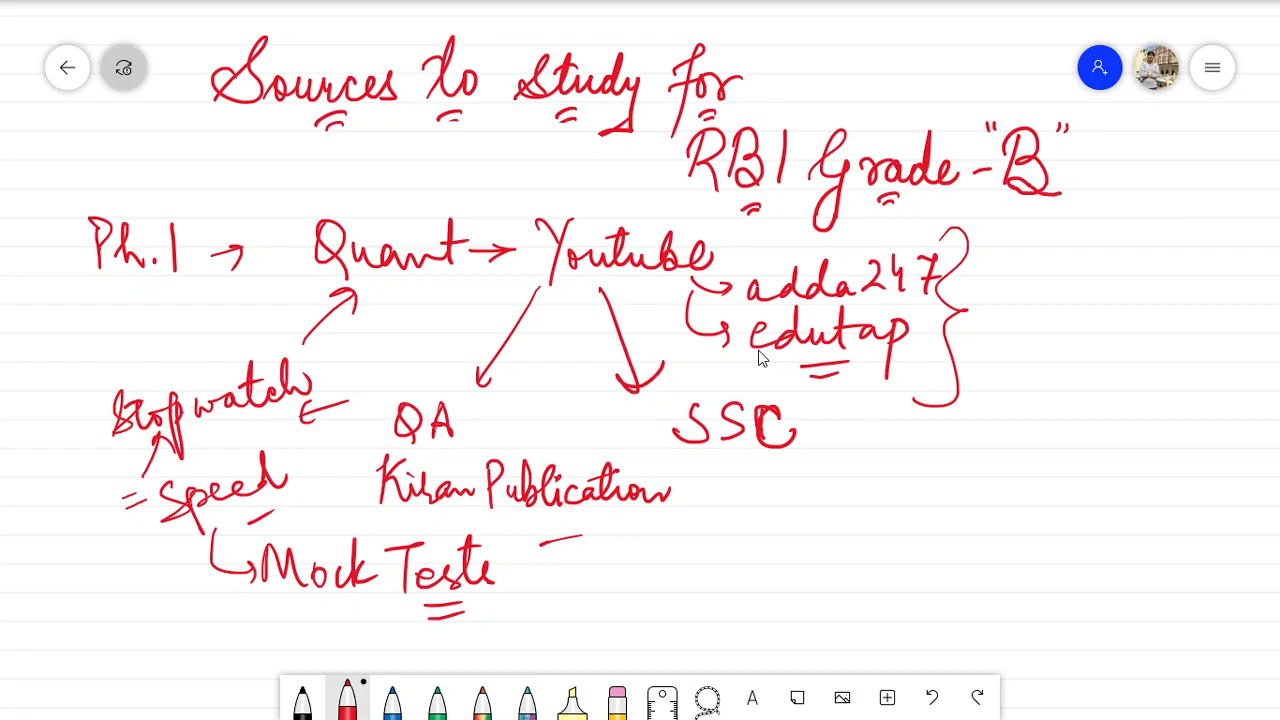 Sources to Study For
RBI Grade-"B"
Ph.1 → Quant → Youtube
→ adda247
→ edutap
Stopwatch
QA
SSC
= Speed
Kiran Publication
Mock Tests
A